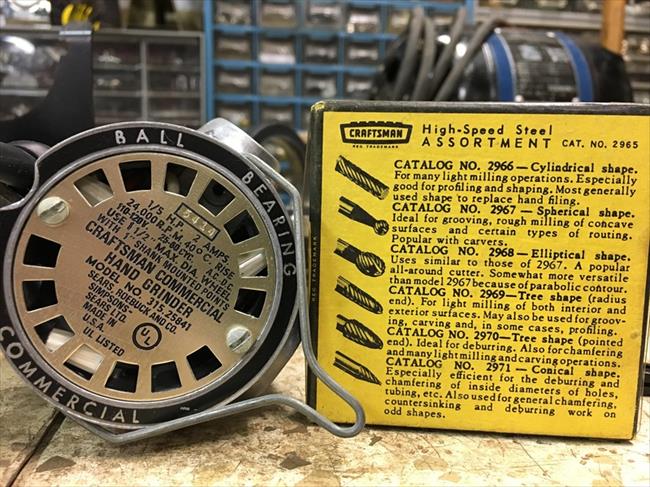 BALL BEARING
COMMERCIAL
1/5 H.P.
24,000 R.P.M. 40°C. RISE
115-120V. 25-60 CY. A.C.-D.C.
AMPS
USE 1 1/2 MAX. DIA. WHEEL
WITH SHANK MOUNTED POINTS
CRAFTSMAN COMMERCIAL
HAND GRINDER
MODEL NO. 315.25841
SEARS, ROEBUCK AND CO.
SIMPSONS-
SEARS LTD.
MADE IN
U.S.A.
UL
UL LISTED
CRAFTSMAN
REG TRADEMARK
High-Speed Steel
ASSORTMENT CAT. NO. 2965
CATALOG NO. 2966—Cylindrical shape.
For many light milling operations. Especially
good for profiling and shaping. Most generally
used shape to replace hand filing.
CATALOG NO. 2967—Spherical shape.
Ideal for grooving, rough milling of concave
surfaces and certain types of routing.
Popular with carvers.
CATALOG NO. 2968—Elliptical shape.
Uses similar to those of 2967. A popular
all-around cutter. Somewhat more versatile
than model 2967 because of parabolic contour.
CATALOG NO. 2969—Tree shape (radius
end). For light milling of both interior and
exterior surfaces. May also be used for groov-
ing, carving and, in some cases, profiling.
CATALOG NO. 2970—Tree shape (pointed
end). Ideal for deburring. Also for chamfering
and many light milling and carving operations.
CATALOG NO. 2971—Conical shape.
Especially efficient for the deburring and
chamfering of inside diameters of holes,
tubing, etc. Also used for general chamfering,
countersinking and deburring work on
odd shapes.
REG TRADEMARK